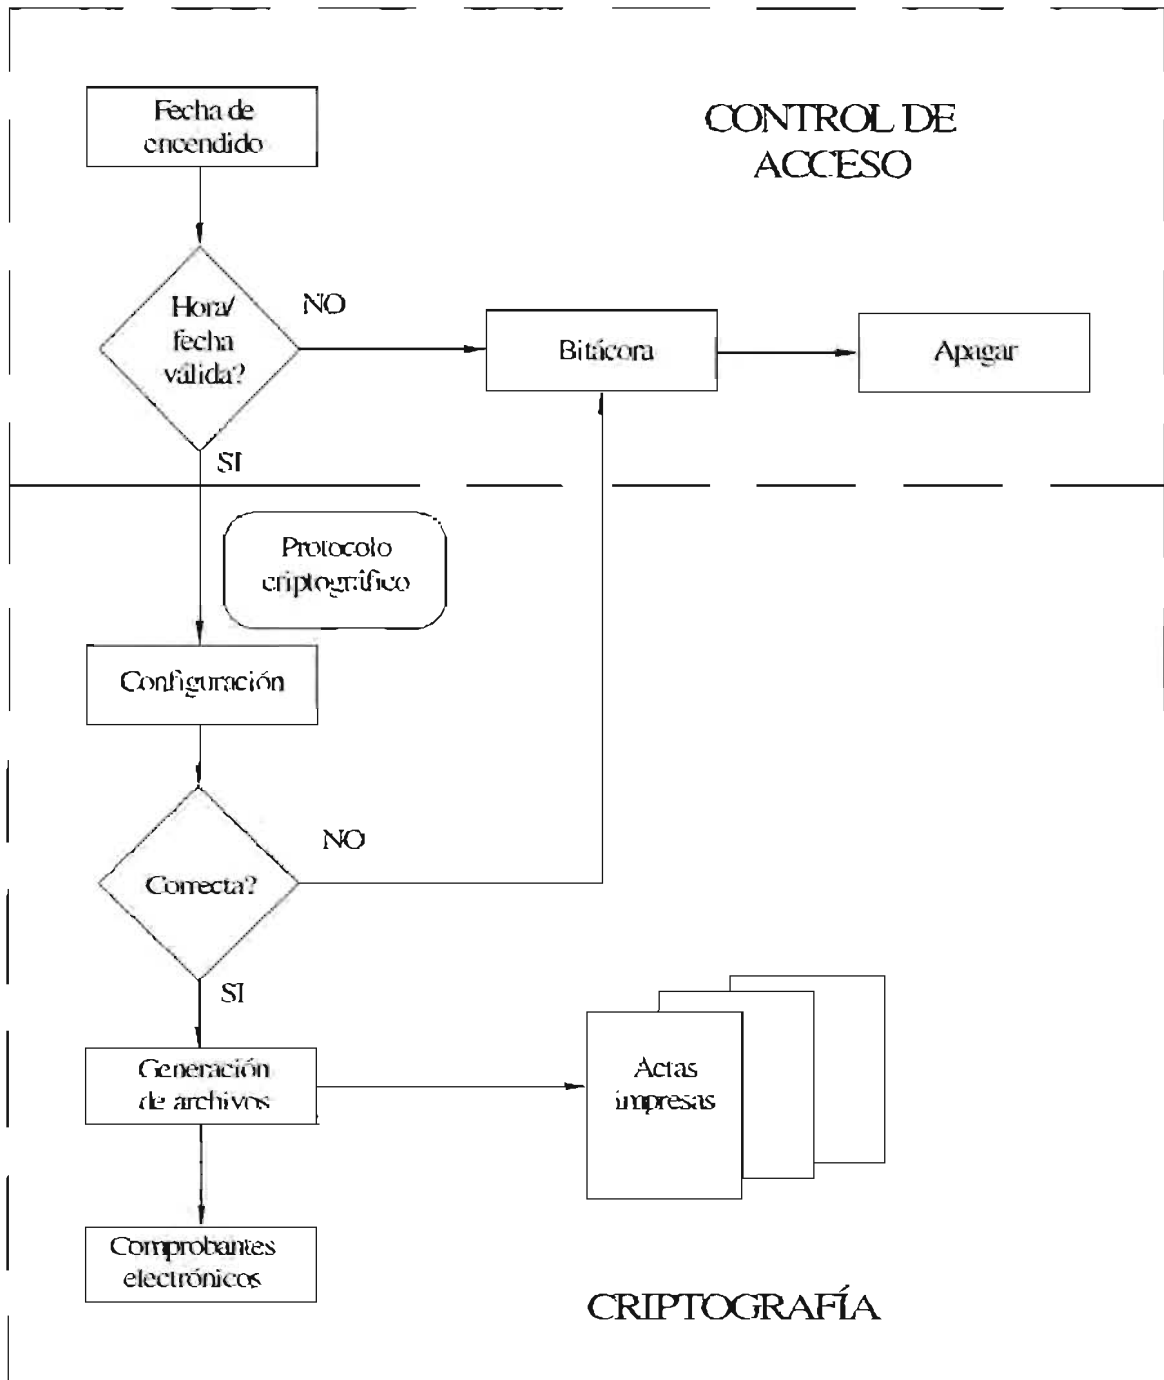 Fecha de
encendido
CONTROL DE
ACCESO
Hora/
fecha
válida?
NO
Bitácora
Apagar
SI
Protocolo
criptográfico
Configuración
NO
Correcta?
SI
Generación
de archivos
Actas
impresas
Comprobantes
electrónicos
CRIPTOGRAFÍA